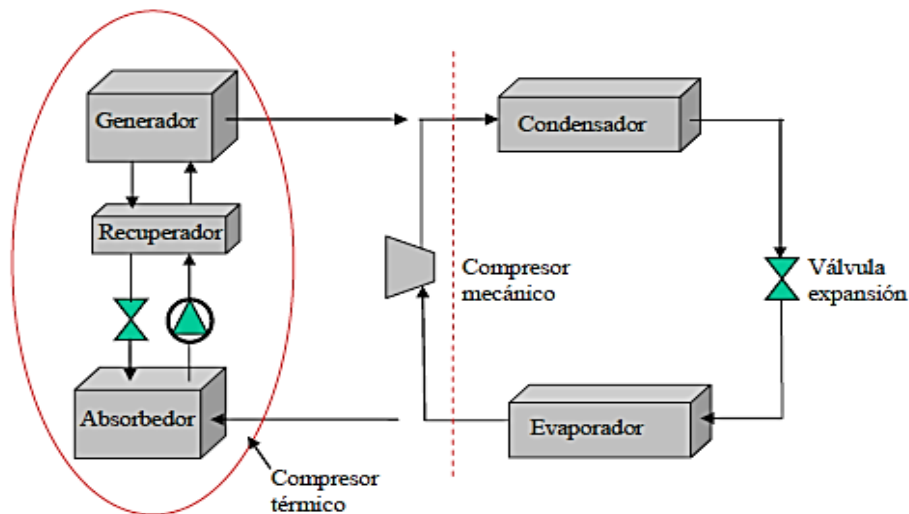 Generador
Condensador
Recuperador
Compresor
mecánico
Válvula
expansión
Absorbedor
Evaporador
Compresor
térmico